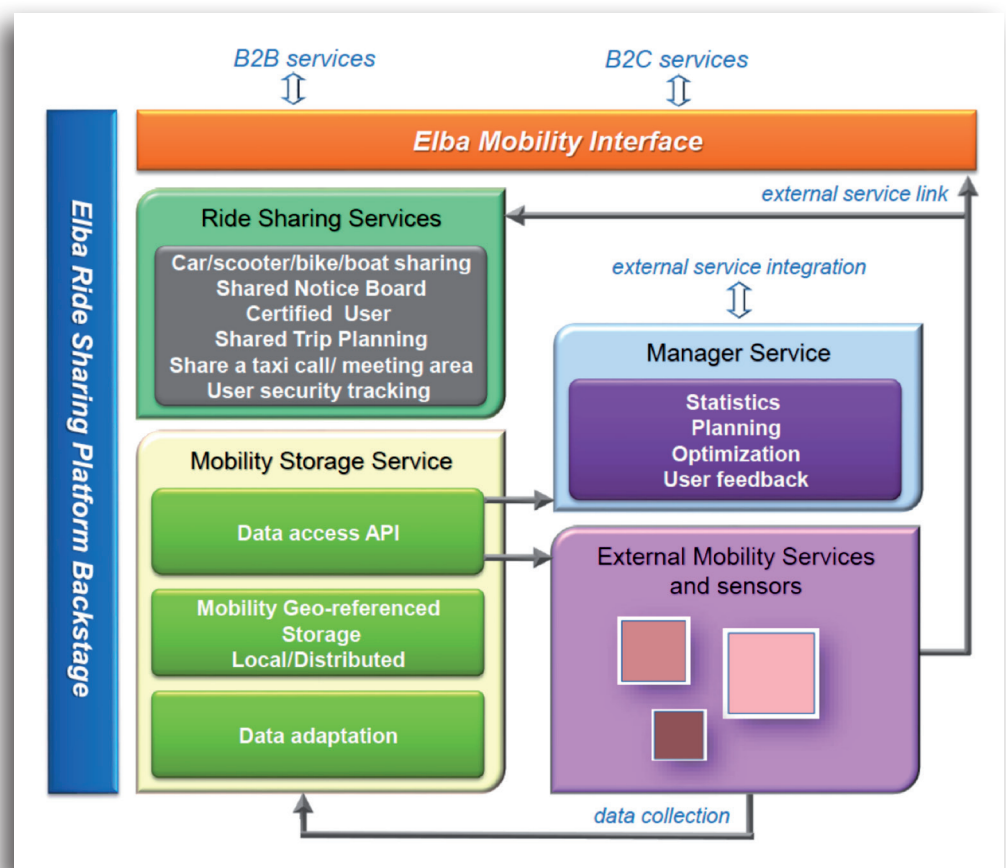 B2B services
B2C services
Elba Mobility Interface
Elba Ride Sharing Platform Backstage
external service link
Ride Sharing Services
Car/scooter/bike/boat sharing
Shared Notice Board
Certified User
Shared Trip Planning
Share a taxi call/ meeting area
User security tracking
external service integration
Manager Service
Statistics
Planning
Optimization
User feedback
Mobility Storage Service
Data access API
Mobility Geo-referenced
Storage
Local/Distributed
Data adaptation
External Mobility Services
and sensors
data collection